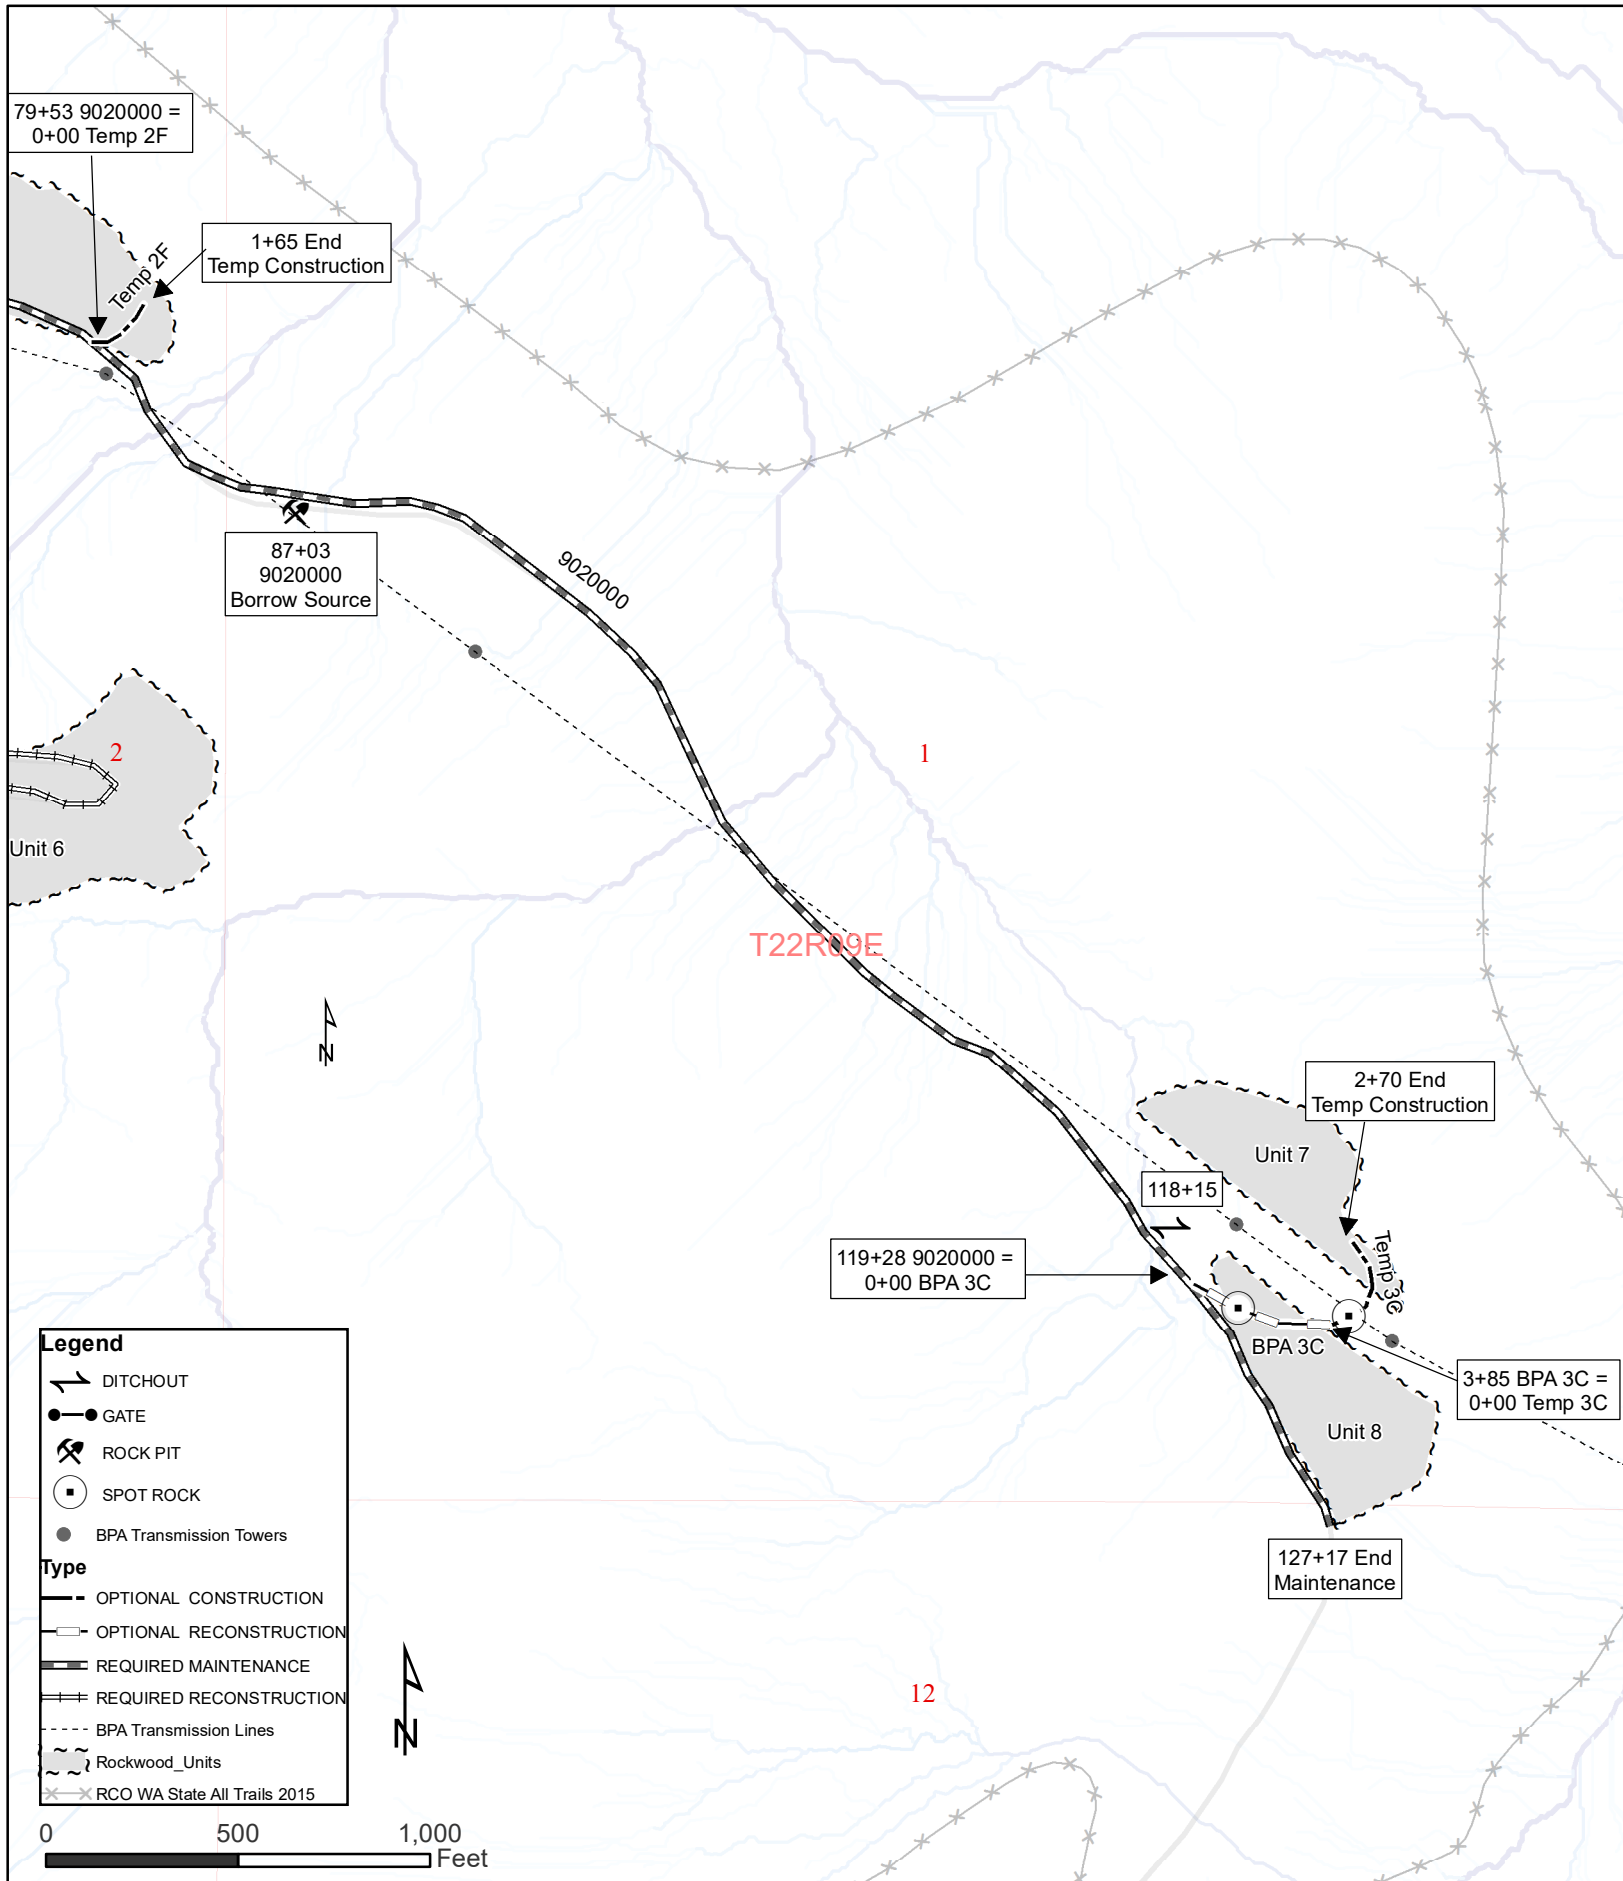 79+53 9020000 =
0+00 Temp 2F
1+65 End
Temp Construction
Temp 2F
87+03
9020000
Borrow Source
9020000
2
1
Unit 6
T22R09E
N
2+70 End
Temp Construction
Unit 7
118+15
119+28 9020000 =
0+00 BPA 3C
Temp 3C
BPA 3C
3+85 BPA 3C =
0+00 Temp 3C
Unit 8
127+17 End
Maintenance
12
Legend
DITCHOUT
GATE
ROCK PIT
SPOT ROCK
BPA Transmission Towers
Type
OPTIONAL CONSTRUCTION
OPTIONAL RECONSTRUCTION
REQUIRED MAINTENANCE
REQUIRED RECONSTRUCTION
BPA Transmission Lines
Rockwood_Units
RCO WA State All Trails 2015
N
0 500 1,000
Feet